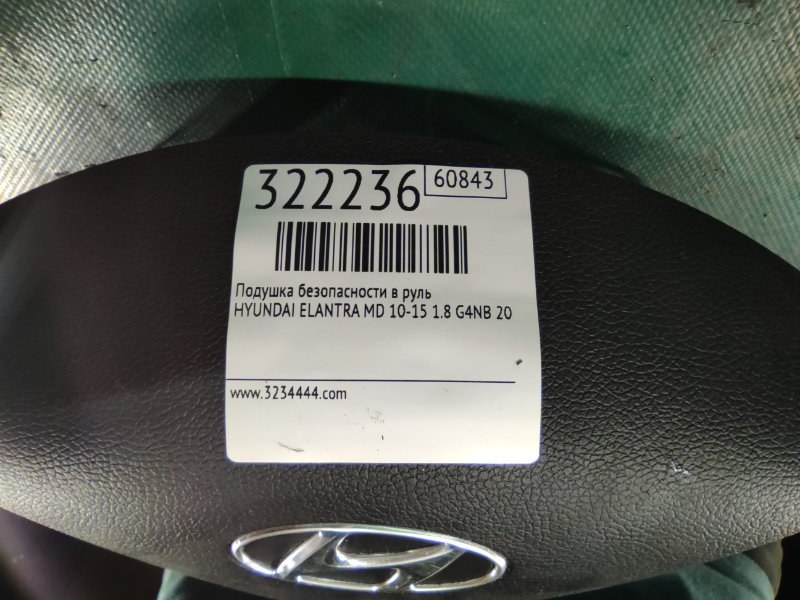 322236
60843
Подушка безопасности в руль
HYUNDAI ELANTRA MD 10-15 1.8 G4NB 20
www.3234444.com